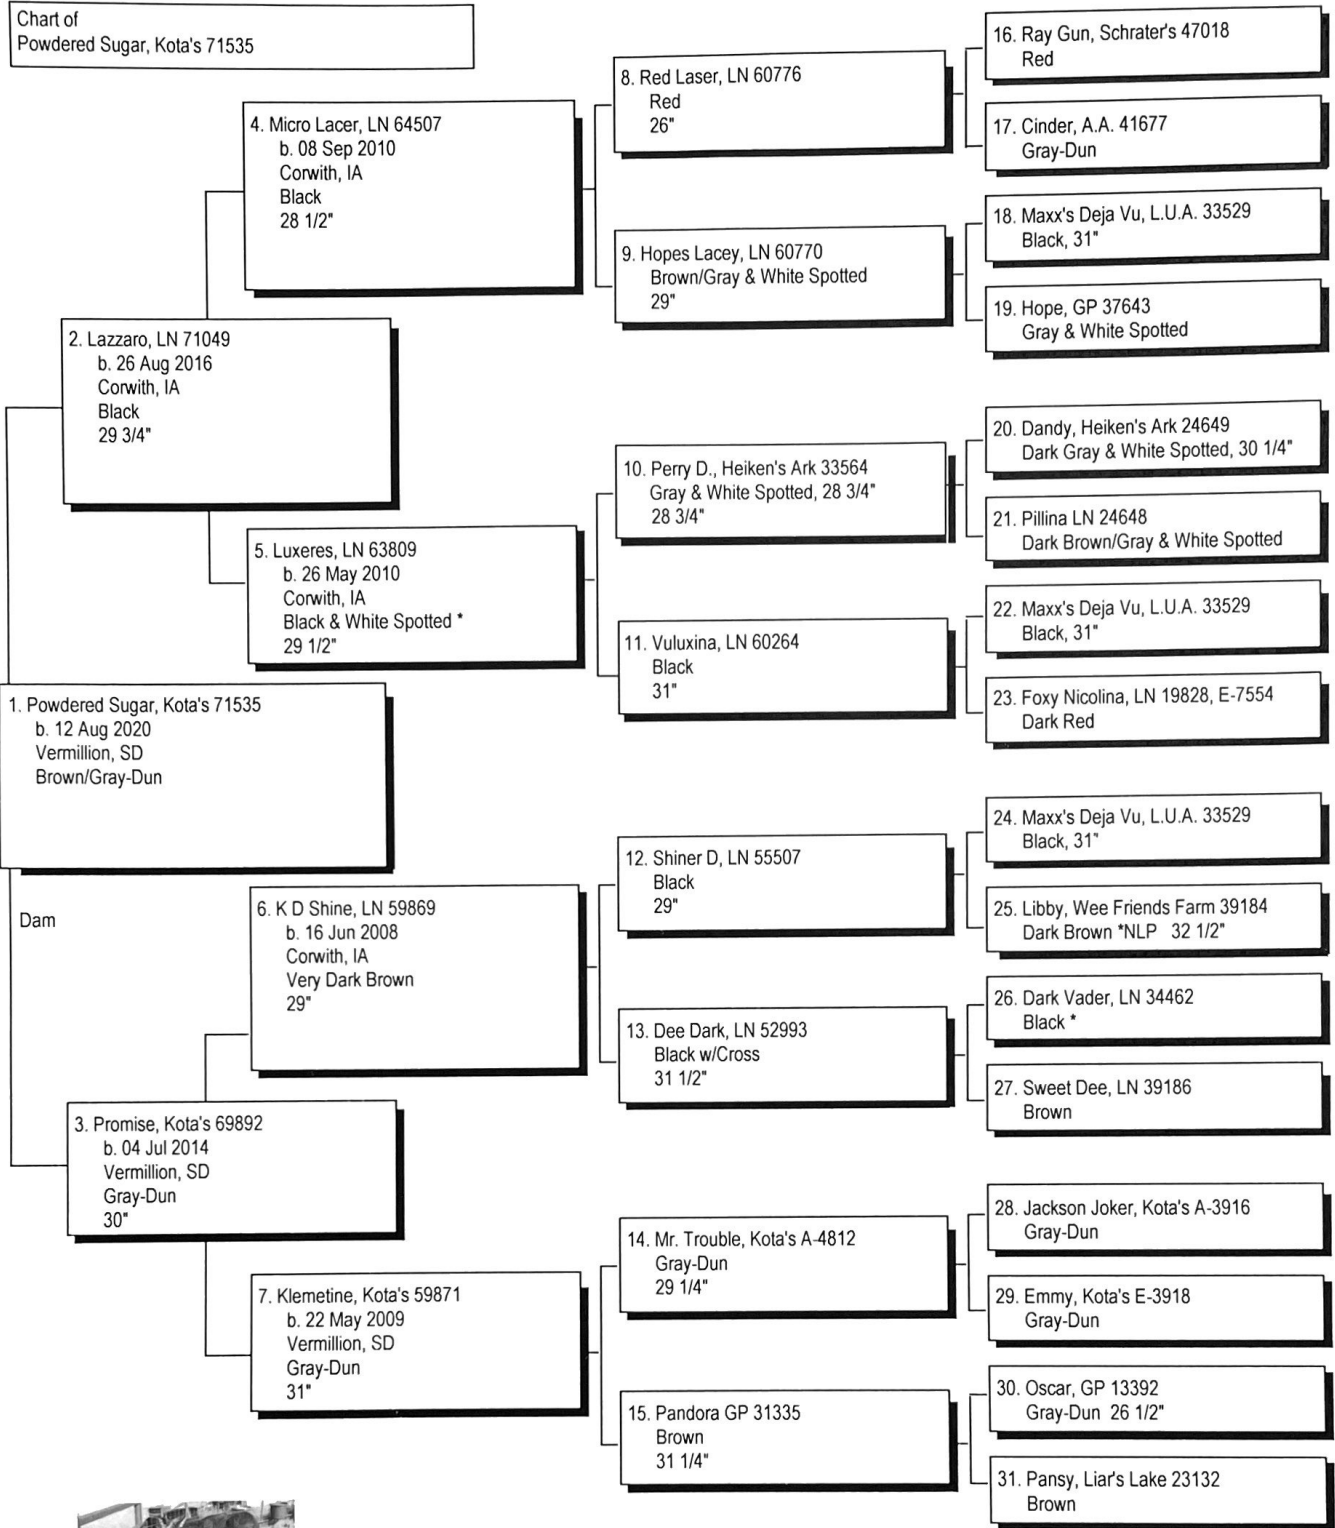 Chart of
Powdered Sugar, Kota's 71535
1. Powdered Sugar, Kota's 71535
b. 12 Aug 2020
Vermillion, SD
Brown/Gray-Dun
Dam
2. Lazzaro, LN 71049
b. 26 Aug 2016
Corwith, IA
Black
29 3/4"
3. Promise, Kota's 69892
b. 04 Jul 2014
Vermillion, SD
Gray-Dun
30"
4. Micro Lacer, LN 64507
b. 08 Sep 2010
Corwith, IA
Black
28 1/2"
5. Luxeres, LN 63809
b. 26 May 2010
Corwith, IA
Black & White Spotted *
29 1/2"
6. K D Shine, LN 59869
b. 16 Jun 2008
Corwith, IA
Very Dark Brown
29"
7. Klemetine, Kota's 59871
b. 22 May 2009
Vermillion, SD
Gray-Dun
31"
8. Red Laser, LN 60776
Red
26"
9. Hopes Lacey, LN 60770
Brown/Gray & White Spotted
29"
10. Perry D., Heiken's Ark 33564
Gray & White Spotted, 28 3/4"
28 3/4"
11. Vuluxina, LN 60264
Black
31"
12. Shiner D, LN 55507
Black
29"
13. Dee Dark, LN 52993
Black w/Cross
31 1/2"
14. Mr. Trouble, Kota's A-4812
Gray-Dun
29 1/4"
15. Pandora GP 31335
Brown
31 1/4"
16. Ray Gun, Schrater's 47018
Red
17. Cinder, A.A. 41677
Gray-Dun
18. Maxx's Deja Vu, L.U.A. 33529
Black, 31"
19. Hope, GP 37643
Gray & White Spotted
20. Dandy, Heiken's Ark 24649
Dark Gray & White Spotted, 30 1/4"
21. Pillina LN 24648
Dark Brown/Gray & White Spotted
22. Maxx's Deja Vu, L.U.A. 33529
Black, 31"
23. Foxy Nicolina, LN 19828, E-7554
Dark Red
24. Maxx's Deja Vu, L.U.A. 33529
Black, 31"
25. Libby, Wee Friends Farm 39184
Dark Brown *NLP 32 1/2"
26. Dark Vader, LN 34462
Black *
27. Sweet Dee, LN 39186
Brown
28. Jackson Joker, Kota's A-3916
Gray-Dun
29. Emmy, Kota's E-3918
Gray-Dun
30. Oscar, GP 13392
Gray-Dun 26 1/2"
31. Pansy, Liar's Lake 23132
Brown